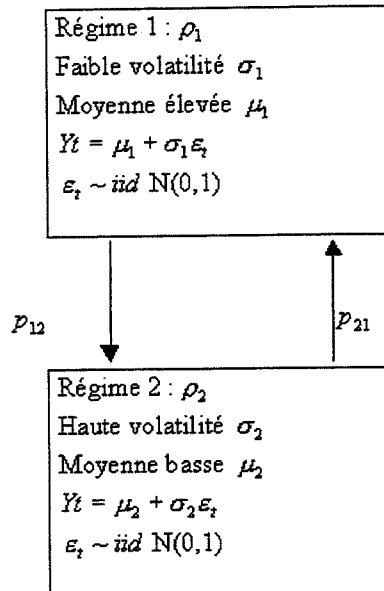 Régime 1 : ρ₁
Faible volatilité σ₁
Moyenne élevée μ₁
Yt = μ₁ + σ₁εₜ
εₜ ~ iid N(0,1)
p₁₂
p₂₁
Régime 2 : ρ₂
Haute volatilité σ₂
Moyenne basse μ₂
Yt = μ₂ + σ₂εₜ
εₜ ~ iid N(0,1)